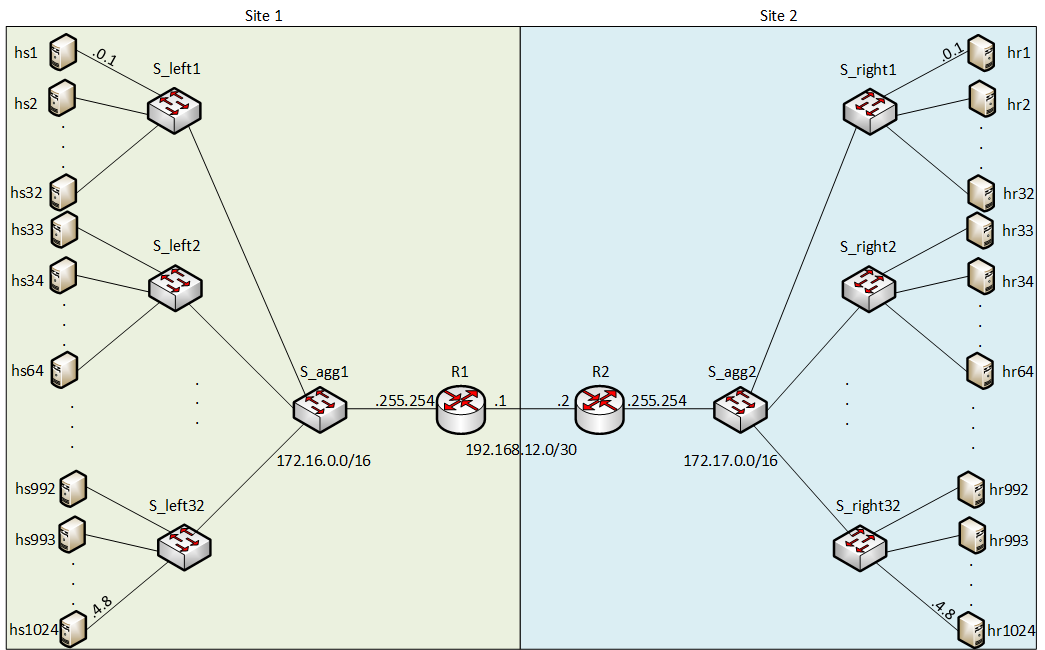 Site 1
Site 2
hs1
.0.1
S_left1
hs2
hs32
hs33
S_left2
hs34
hs64
S_agg1
R1
.255.254
.1
172.16.0.0/16
192.168.12.0/30
hs992
S_left32
hs993
.4.8
hs1024
S_right1
.0.1
hr1
hr2
hr32
hr33
S_right2
hr34
hr64
R2
S_agg2
.2
.255.254
172.17.0.0/16
hr992
S_right32
hr993
.4.8
hr1024